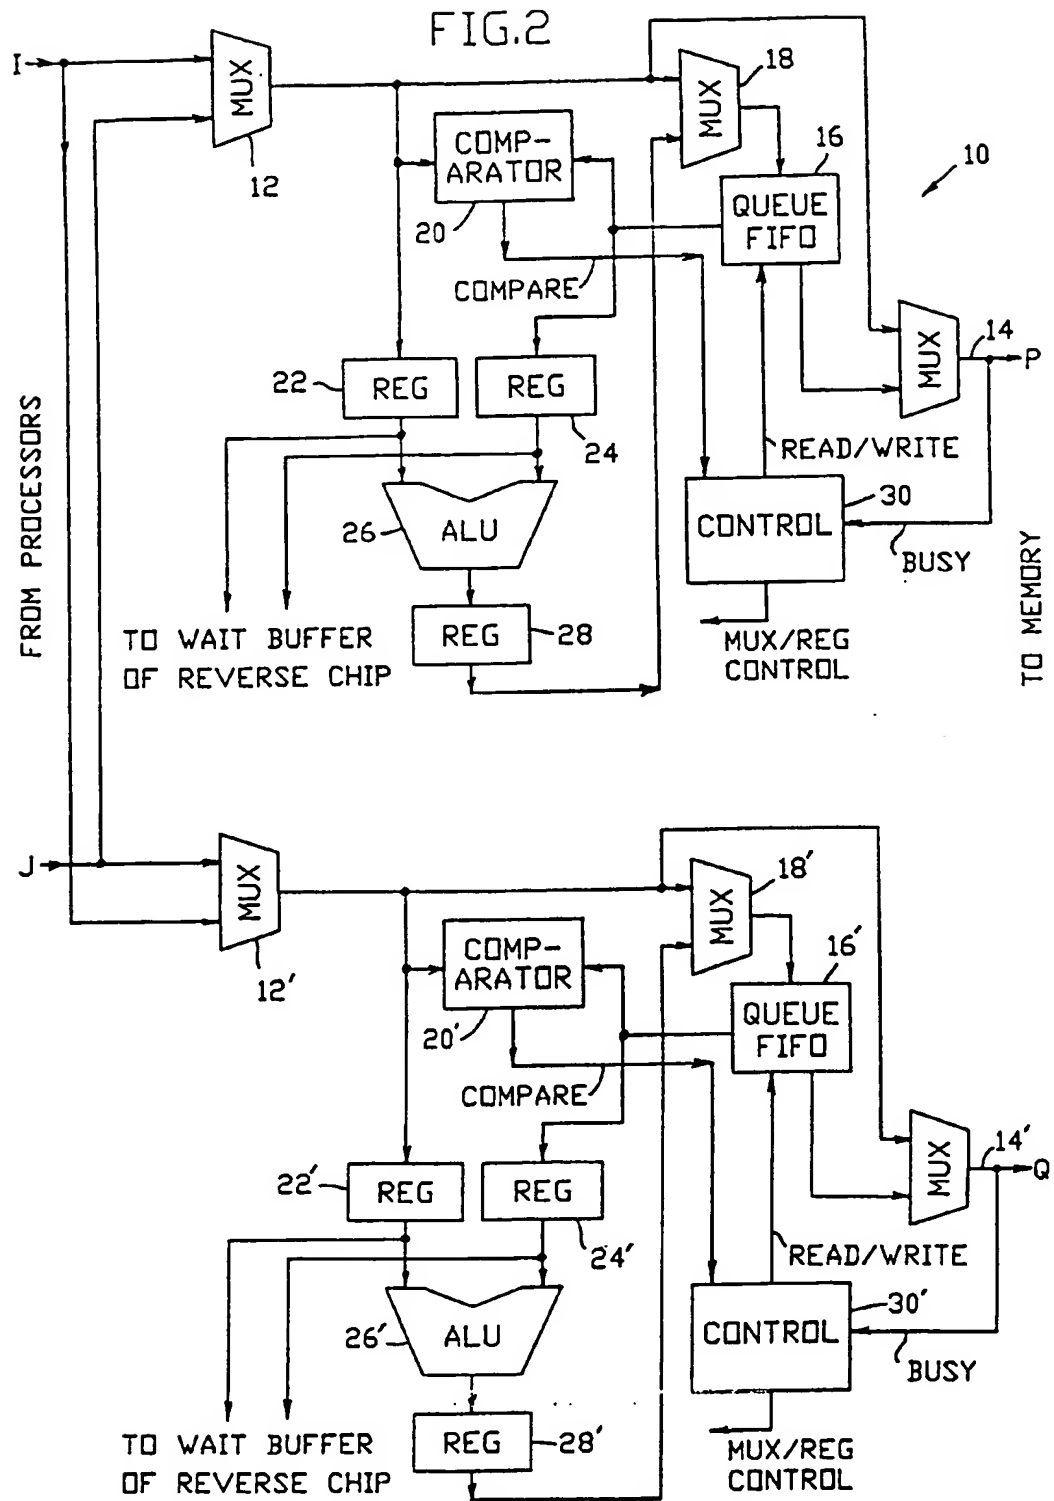 FIG.2
I
MUX
12
MUX
18
COMP-
ARATOR
20
16
QUEUE
FIFO
10
COMPARE
MUX
14
P
22
REG
REG
24
READ/WRITE
26
ALU
CONTROL
30
BUSY
FROM PROCESSORS
TO MEMORY
TO WAIT BUFFER
OF REVERSE CHIP
REG
28
MUX/REG
CONTROL
J
MUX
12'
MUX
18'
COMP-
ARATOR
20'
16'
QUEUE
FIFO
COMPARE
MUX
14'
Q
22'
REG
REG
24'
READ/WRITE
26'
ALU
CONTROL
30'
BUSY
TO WAIT BUFFER
OF REVERSE CHIP
REG
28'
MUX/REG
CONTROL